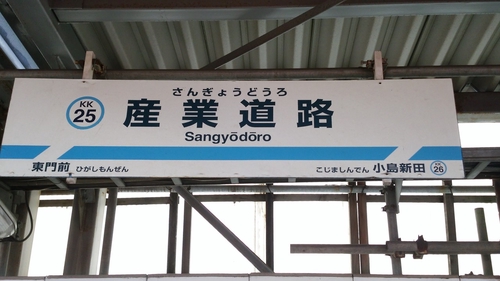 さんぎょうどうろ
KK
25
産業道路
Sangyōdōro
東門前 ひがしもんぜん
こじましんでん 小島新田
KK
26